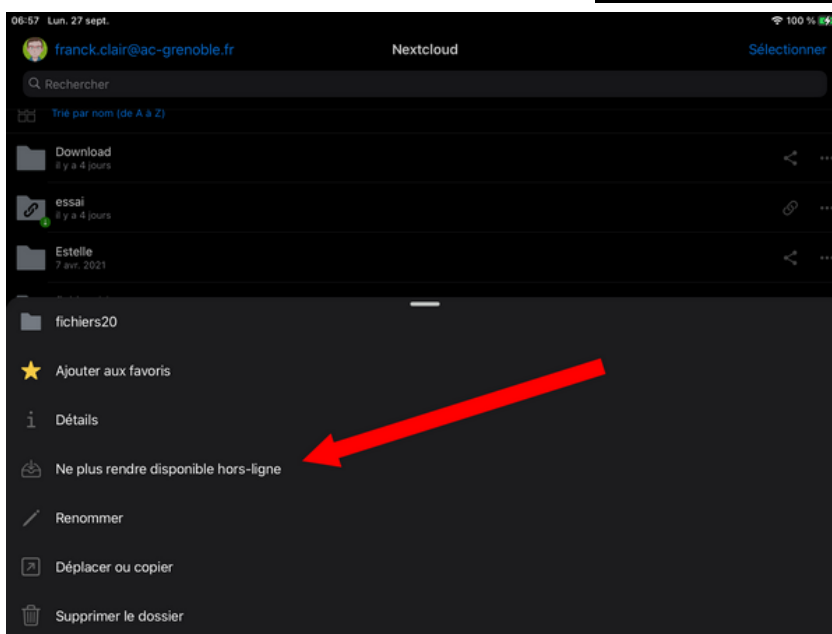 06:57 Lun. 27 sept. 100 %
franck.clair@ac-grenoble.fr Nextcloud Sélectionner
Rechercher
Trié par nom (de A à Z)
Download
il y a 4 jours
essai
il y a 4 jours
Estelle
7 avr. 2021
fichiers20
Ajouter aux favoris
Détails
Ne plus rendre disponible hors-ligne
Renommer
Déplacer ou copier
Supprimer le dossier